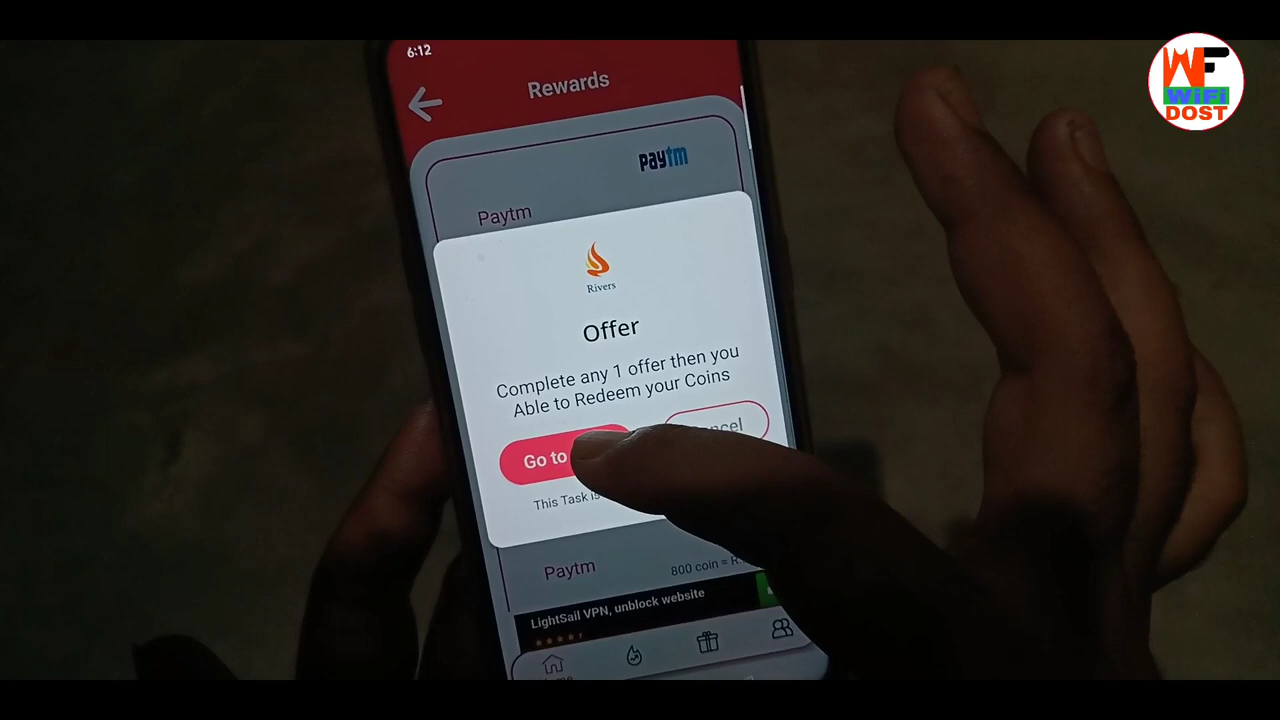 6:12
Rewards
WF
WiFi
DOST
paytm
Paytm
Rivers
Offer
Complete any 1 offer then you
Able to Redeem your Coins
Go to
This Task is
Paytm
800 coin =
LightSail VPN, unblock website